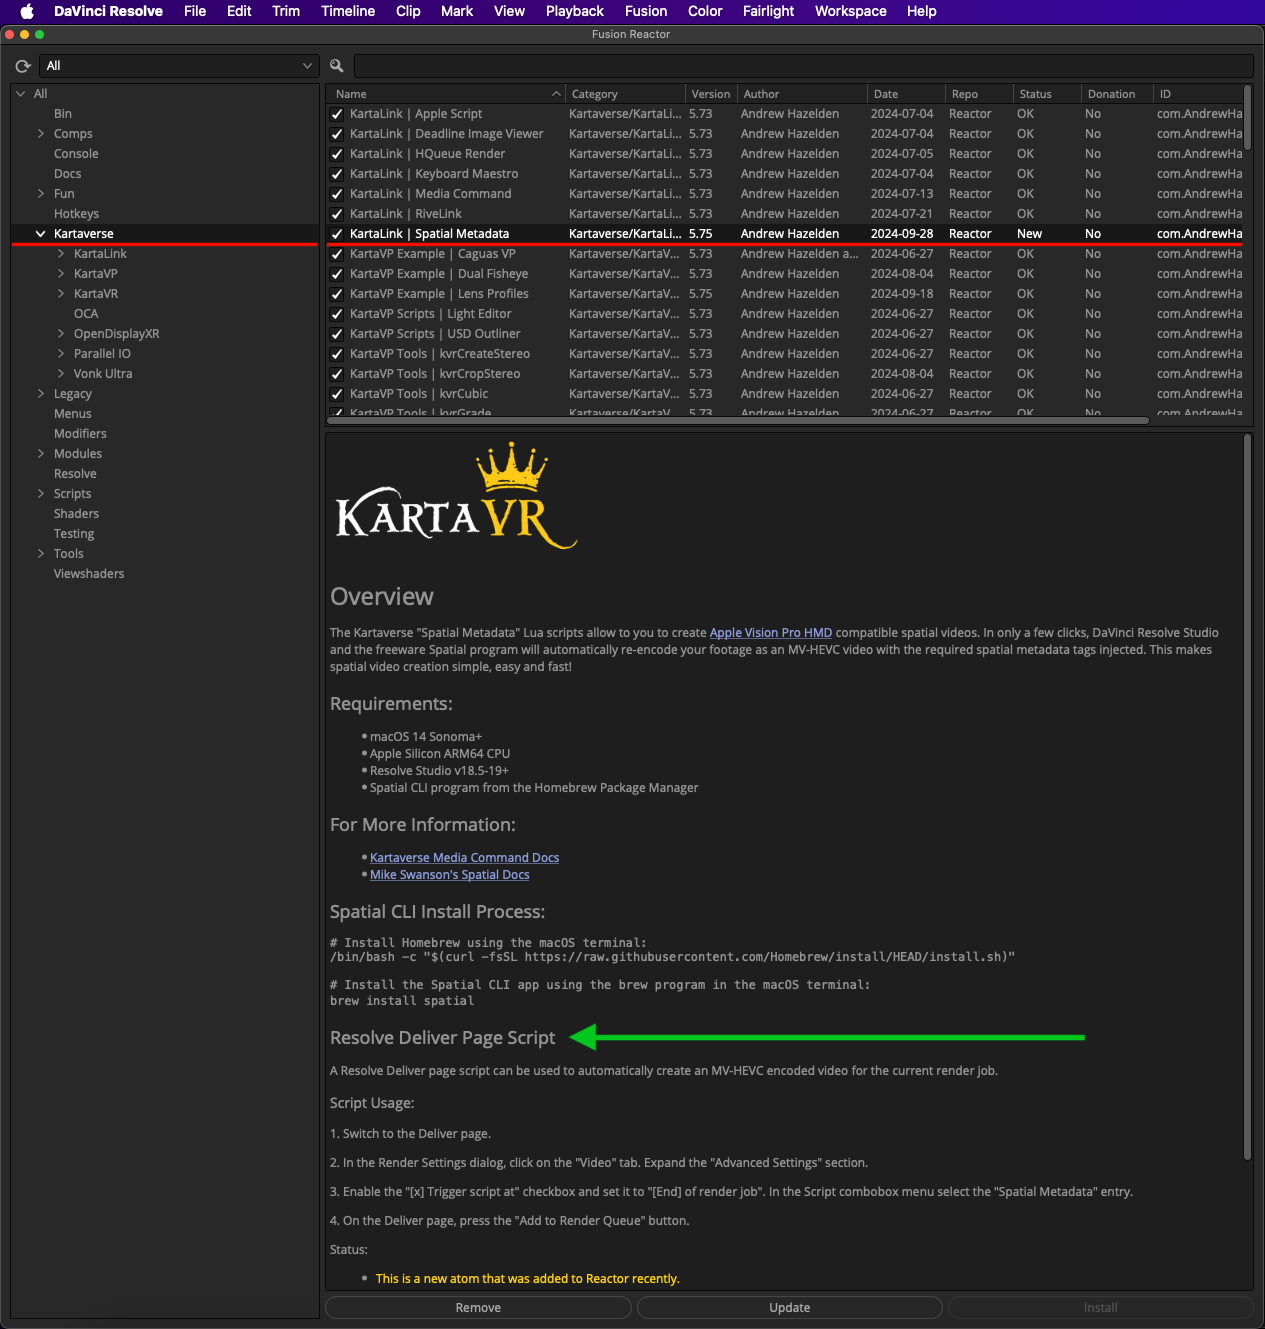 DaVinci Resolve File Edit Trim Timeline Clip Mark View Playback Fusion Color Fairlight Workspace Help
Fusion Reactor
All
All
Bin
Comps
Console
Docs
Fun
Hotkeys
Kartaverse
KartaLink
KartaVP
KartaVR
OCA
OpenDisplayXR
Parallel IO
Vonk Ultra
Legacy
Menus
Modifiers
Modules
Resolve
Scripts
Shaders
Testing
Tools
Viewshaders
Name Category Version Author Date Repo Status Donation ID
KartaLink | Apple Script Kartaverse/KartaLi... 5.73 Andrew Hazelden 2024-07-04 Reactor OK No com.AndrewHa
KartaLink | Deadline Image Viewer Kartaverse/KartaLi... 5.73 Andrew Hazelden 2024-07-04 Reactor OK No com.AndrewHa
KartaLink | HQueue Render Kartaverse/KartaLi... 5.73 Andrew Hazelden 2024-07-05 Reactor OK No com.AndrewHa
KartaLink | Keyboard Maestro Kartaverse/KartaLi... 5.73 Andrew Hazelden 2024-07-04 Reactor OK No com.AndrewHa
KartaLink | Media Command Kartaverse/KartaLi... 5.73 Andrew Hazelden 2024-07-13 Reactor OK No com.AndrewHa
KartaLink | RiveLink Kartaverse/KartaLi... 5.73 Andrew Hazelden 2024-07-21 Reactor OK No com.AndrewHa
KartaLink | Spatial Metadata Kartaverse/KartaLi... 5.75 Andrew Hazelden 2024-09-28 Reactor New No com.AndrewHa
KartaVP Example | Caguas VP Kartaverse/KartaV... 5.73 Andrew Hazelden a... 2024-06-27 Reactor OK No com.AndrewHa
KartaVP Example | Dual Fisheye Kartaverse/KartaV... 5.73 Andrew Hazelden 2024-08-04 Reactor OK No com.AndrewHa
KartaVP Example | Lens Profiles Kartaverse/KartaV... 5.75 Andrew Hazelden 2024-09-18 Reactor OK No com.AndrewHa
KartaVP Scripts | Light Editor Kartaverse/KartaV... 5.73 Andrew Hazelden 2024-06-27 Reactor OK No com.AndrewHa
KartaVP Scripts | USD Outliner Kartaverse/KartaV... 5.73 Andrew Hazelden 2024-06-27 Reactor OK No com.AndrewHa
KartaVP Tools | kvrCreateStereo Kartaverse/KartaV... 5.73 Andrew Hazelden 2024-06-27 Reactor OK No com.AndrewHa
KartaVP Tools | kvrCropStereo Kartaverse/KartaV... 5.73 Andrew Hazelden 2024-08-04 Reactor OK No com.AndrewHa
KartaVP Tools | kvrCubic Kartaverse/KartaV... 5.73 Andrew Hazelden 2024-06-27 Reactor OK No com.AndrewHa
KartaVP Tools | kvrGrade Kartaverse/KartaV... 5.73 Andrew Hazelden 2024-06-27 Reactor OK No com.AndrewHa
KARTAVR
Overview
The Kartaverse "Spatial Metadata" Lua scripts allow to you to create Apple Vision Pro HMD compatible spatial videos. In only a few clicks, DaVinci Resolve Studio
and the freeware Spatial program will automatically re-encode your footage as an MV-HEVC video with the required spatial metadata tags injected. This makes
spatial video creation simple, easy and fast!
Requirements:
• macOS 14 Sonoma+
• Apple Silicon ARM64 CPU
• Resolve Studio v18.5-19+
• Spatial CLI program from the Homebrew Package Manager
For More Information:
• Kartaverse Media Command Docs
• Mike Swanson's Spatial Docs
Spatial CLI Install Process:
# Install Homebrew using the macOS terminal:
/bin/bash -c "$(curl -fsSL https://raw.githubusercontent.com/Homebrew/install/HEAD/install.sh)"
# Install the Spatial CLI app using the brew program in the macOS terminal:
brew install spatial
Resolve Deliver Page Script
A Resolve Deliver page script can be used to automatically create an MV-HEVC encoded video for the current render job.
Script Usage:
1. Switch to the Deliver page.
2. In the Render Settings dialog, click on the "Video" tab. Expand the "Advanced Settings" section.
3. Enable the "[x] Trigger script at" checkbox and set it to "[End] of render job". In the Script combobox menu select the "Spatial Metadata" entry.
4. On the Deliver page, press the "Add to Render Queue" button.
Status:
• This is a new atom that was added to Reactor recently.
Remove Update Install